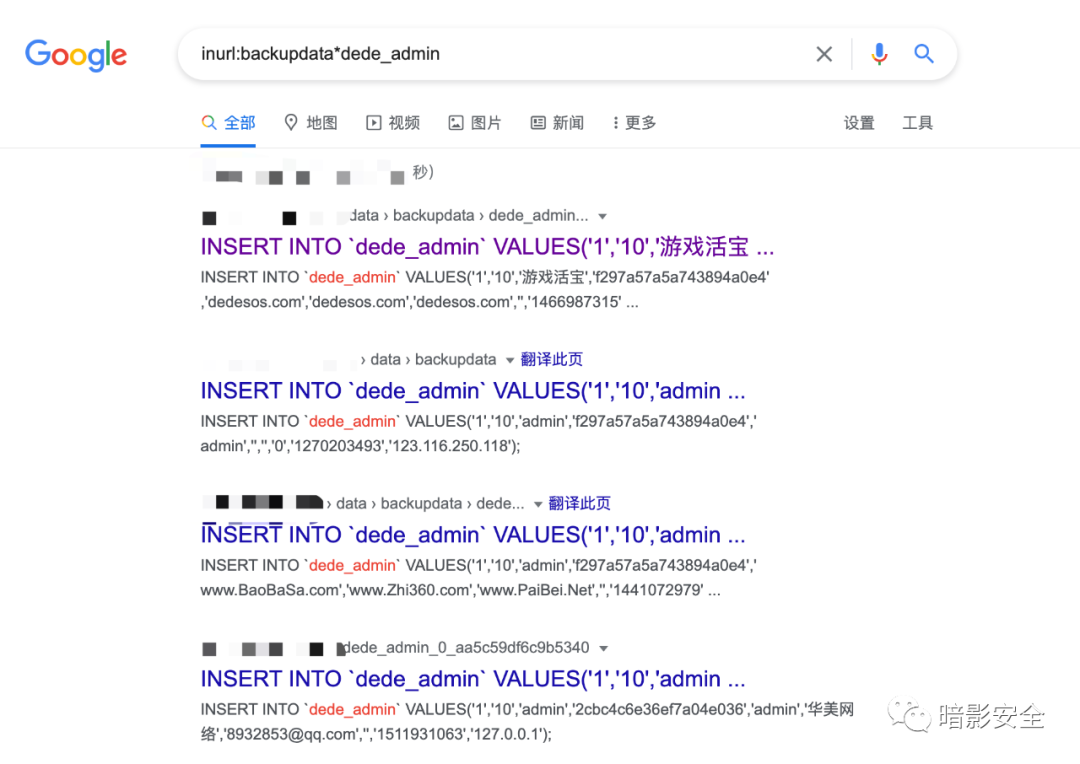 Google
inurl:backupdata*dede_admin
全部 地图 视频 图片 新闻 更多 设置 工具
秒)
data › backupdata › dede_admin...
INSERT INTO `dede_admin` VALUES('1','10','游戏活宝 ...
INSERT INTO `dede_admin` VALUES('1','10','游戏活宝','f297a57a5a743894a0e4'
,'dedesos.com','dedesos.com','dedesos.com','','1466987315' ...
› data › backupdata 翻译此页
INSERT INTO `dede_admin` VALUES('1','10','admin ...
INSERT INTO `dede_admin` VALUES('1','10','admin','f297a57a5a743894a0e4','
admin','','','0','1270203493','123.116.250.118');
› data › backupdata › dede... 翻译此页
INSERT INTO `dede_admin` VALUES('1','10','admin ...
INSERT INTO `dede_admin` VALUES('1','10','admin','f297a57a5a743894a0e4','
www.BaoBaSa.com','www.Zhi360.com','www.PaiBei.Net','','1441072979' ...
dede_admin_0_aa5c59df6c9b5340
INSERT INTO `dede_admin` VALUES('1','10','admin ...
INSERT INTO `dede_admin` VALUES('1','10','admin','2cbc4c6e36ef7a04e036','admin','华美网
络','8932853@qq.com','','1511931063','127.0.0.1');
暗影安全